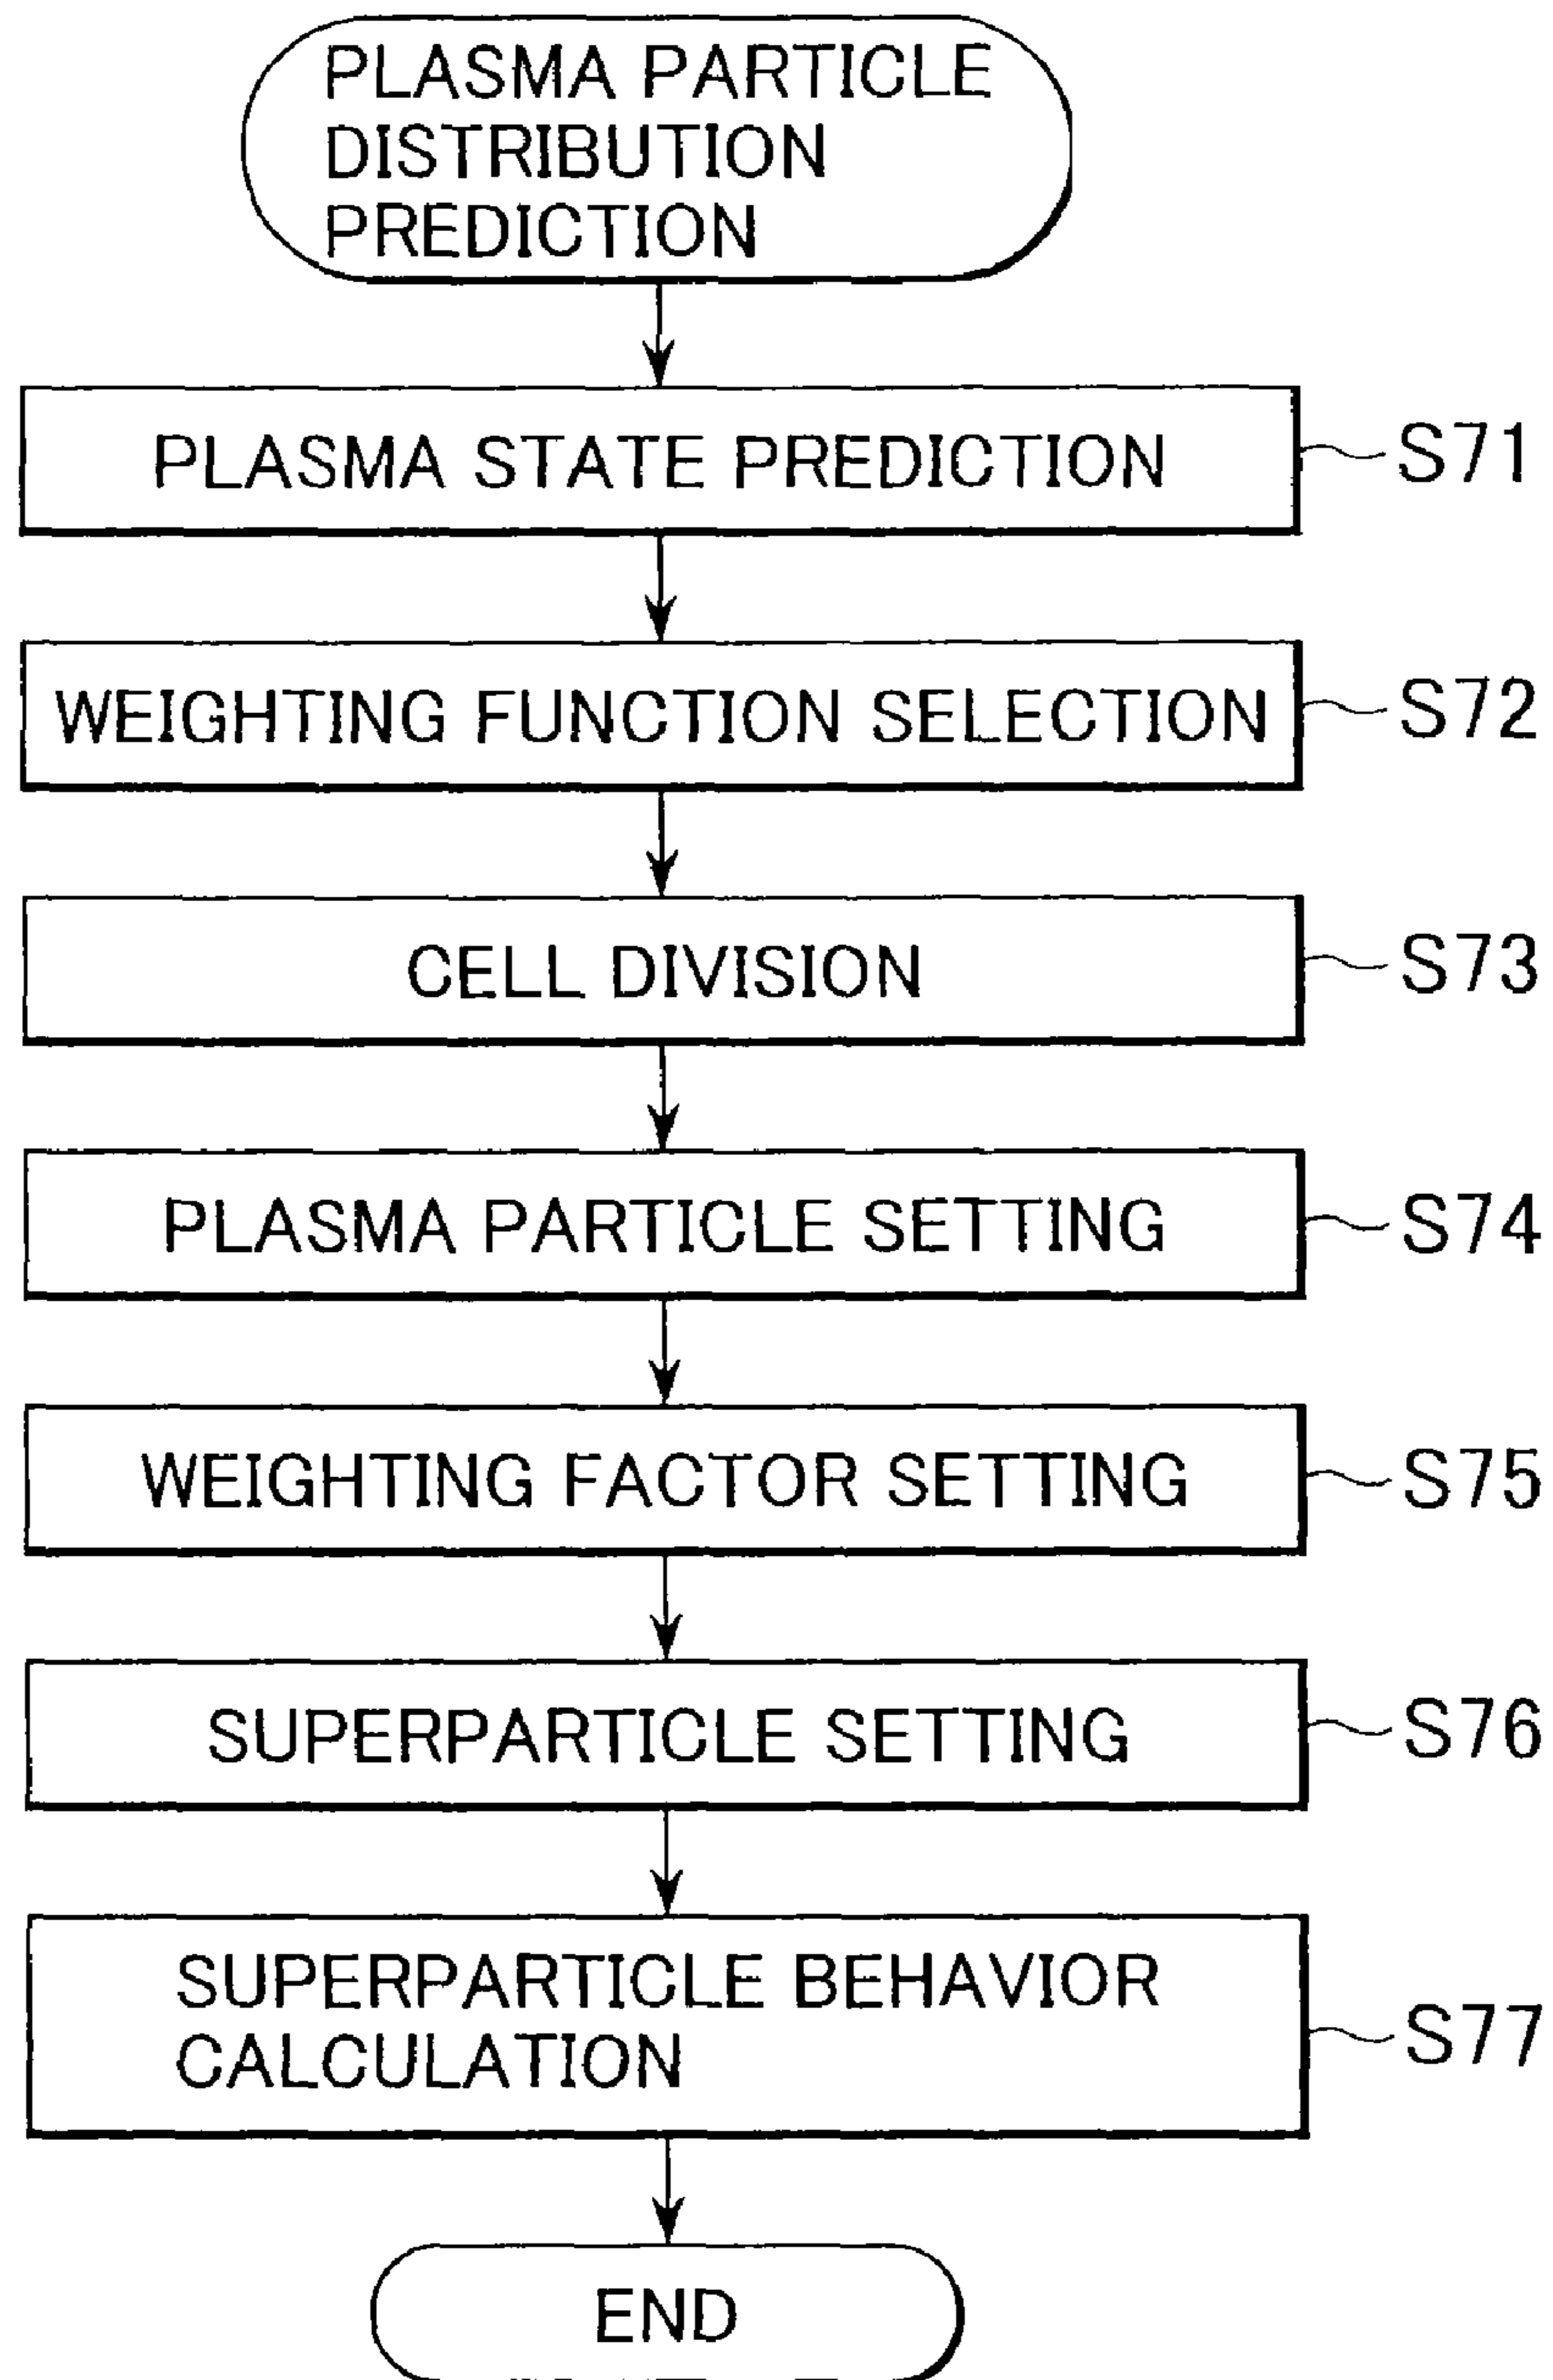 PLASMA PARTICLE
DISTRIBUTION
PREDICTION
PLASMA STATE PREDICTION
S71
WEIGHTING FUNCTION SELECTION
S72
CELL DIVISION
S73
PLASMA PARTICLE SETTING
S74
WEIGHTING FACTOR SETTING
S75
SUPERPARTICLE SETTING
S76
SUPERPARTICLE BEHAVIOR
CALCULATION
S77
END